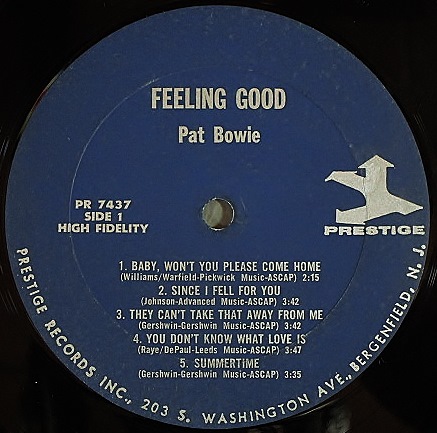 FEELING GOOD
Pat Bowie
PR 7437
SIDE 1
HIGH FIDELITY
PRESTIGE
1. BABY, WON'T YOU PLEASE COME HOME
(Williams/Warfield-Pickwick Music-ASCAP) 2:15
2. SINCE I FELL FOR YOU
(Johnson-Advanced Music-ASCAP) 3:42
3. THEY CAN'T TAKE THAT AWAY FROM ME
(Gershwin-Gershwin Music-ASCAP) 3:42
4. YOU DON'T KNOW WHAT LOVE IS
(Raye/DePaul-Leeds Music-ASCAP) 3:47
5. SUMMERTIME
(Gershwin-Gershwin Music-ASCAP) 3:35
PRESTIGE RECORDS INC., 203 S. WASHINGTON AVE., BERGENFIELD, N. J.